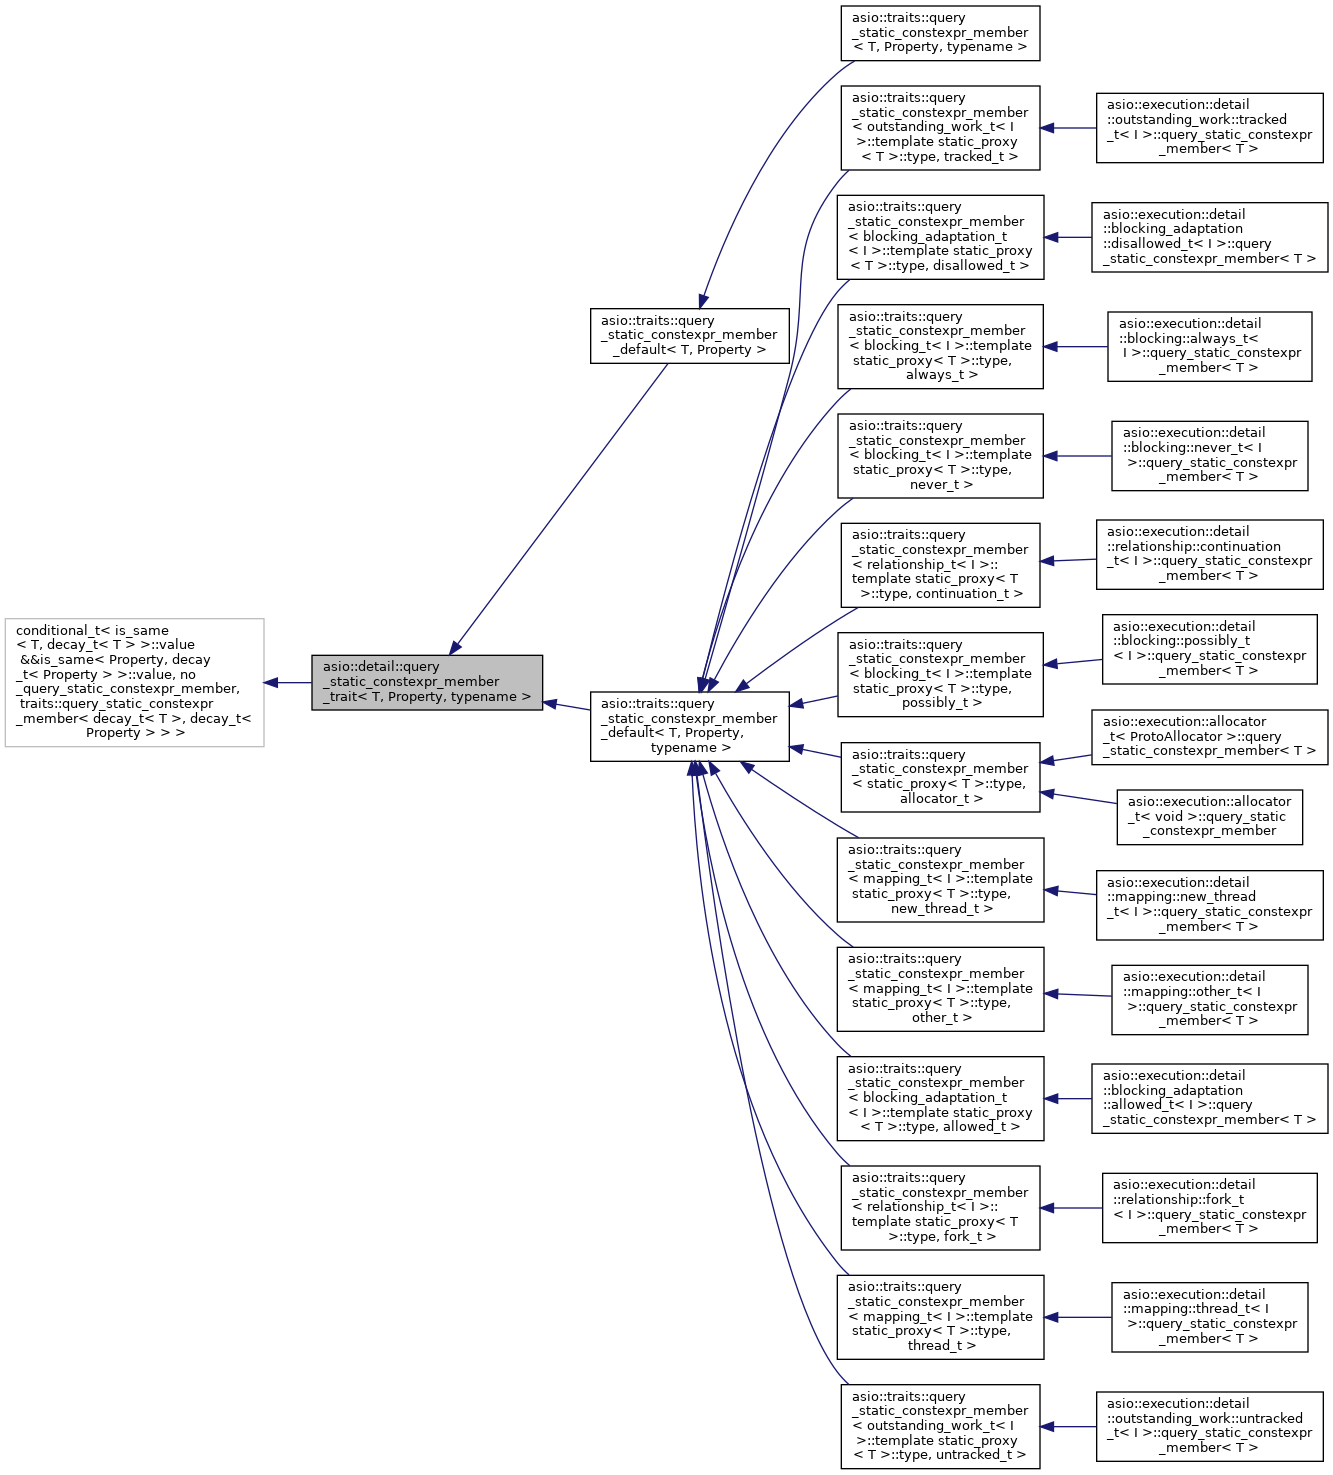 conditional_t< is_same
< T, decay_t< T > >::value
&&is_same< Property, decay
_t< Property > >::value, no
_query_static_constexpr_member,
traits::query_static_constexpr
_member< decay_t< T >, decay_t<
Property > > >
asio::detail::query
_static_constexpr_member
_trait< T, Property, typename >
asio::traits::query
_static_constexpr_member
_default< T, Property >
asio::traits::query
_static_constexpr_member
_default< T, Property,
typename >
asio::traits::query
_static_constexpr_member
< T, Property, typename >
asio::traits::query
_static_constexpr_member
< outstanding_work_t< I
>::template static_proxy
< T >::type, tracked_t >
asio::traits::query
_static_constexpr_member
< blocking_adaptation_t
< I >::template static_proxy
< T >::type, disallowed_t >
asio::traits::query
_static_constexpr_member
< blocking_t< I >::template
static_proxy< T >::type,
always_t >
asio::traits::query
_static_constexpr_member
< blocking_t< I >::template
static_proxy< T >::type,
never_t >
asio::traits::query
_static_constexpr_member
< relationship_t< I >::
template static_proxy< T
>::type, continuation_t >
asio::traits::query
_static_constexpr_member
< blocking_t< I >::template
static_proxy< T >::type,
possibly_t >
asio::traits::query
_static_constexpr_member
< static_proxy< T >::type,
allocator_t >
asio::traits::query
_static_constexpr_member
< mapping_t< I >::template
static_proxy< T >::type,
new_thread_t >
asio::traits::query
_static_constexpr_member
< mapping_t< I >::template
static_proxy< T >::type,
other_t >
asio::traits::query
_static_constexpr_member
< blocking_adaptation_t
< I >::template static_proxy
< T >::type, allowed_t >
asio::traits::query
_static_constexpr_member
< relationship_t< I >::
template static_proxy< T
>::type, fork_t >
asio::traits::query
_static_constexpr_member
< mapping_t< I >::template
static_proxy< T >::type,
thread_t >
asio::traits::query
_static_constexpr_member
< outstanding_work_t< I
>::template static_proxy
< T >::type, untracked_t >
asio::execution::detail
::outstanding_work::tracked
_t< I >::query_static_constexpr
_member< T >
asio::execution::detail
::blocking_adaptation
::disallowed_t< I >::query
_static_constexpr_member< T >
asio::execution::detail
::blocking::always_t<
I >::query_static_constexpr
_member< T >
asio::execution::detail
::blocking::never_t< I
>::query_static_constexpr
_member< T >
asio::execution::detail
::relationship::continuation
_t< I >::query_static_constexpr
_member< T >
asio::execution::detail
::blocking::possibly_t
< I >::query_static_constexpr
_member< T >
asio::execution::allocator
_t< ProtoAllocator >::query
_static_constexpr_member< T >
asio::execution::allocator
_t< void >::query_static
_constexpr_member
asio::execution::detail
::mapping::new_thread
_t< I >::query_static_constexpr
_member< T >
asio::execution::detail
::mapping::other_t< I
>::query_static_constexpr
_member< T >
asio::execution::detail
::blocking_adaptation
::allowed_t< I >::query
_static_constexpr_member< T >
asio::execution::detail
::relationship::fork_t
< I >::query_static_constexpr
_member< T >
asio::execution::detail
::mapping::thread_t< I
>::query_static_constexpr
_member< T >
asio::execution::detail
::outstanding_work::untracked
_t< I >::query_static_constexpr
_member< T >